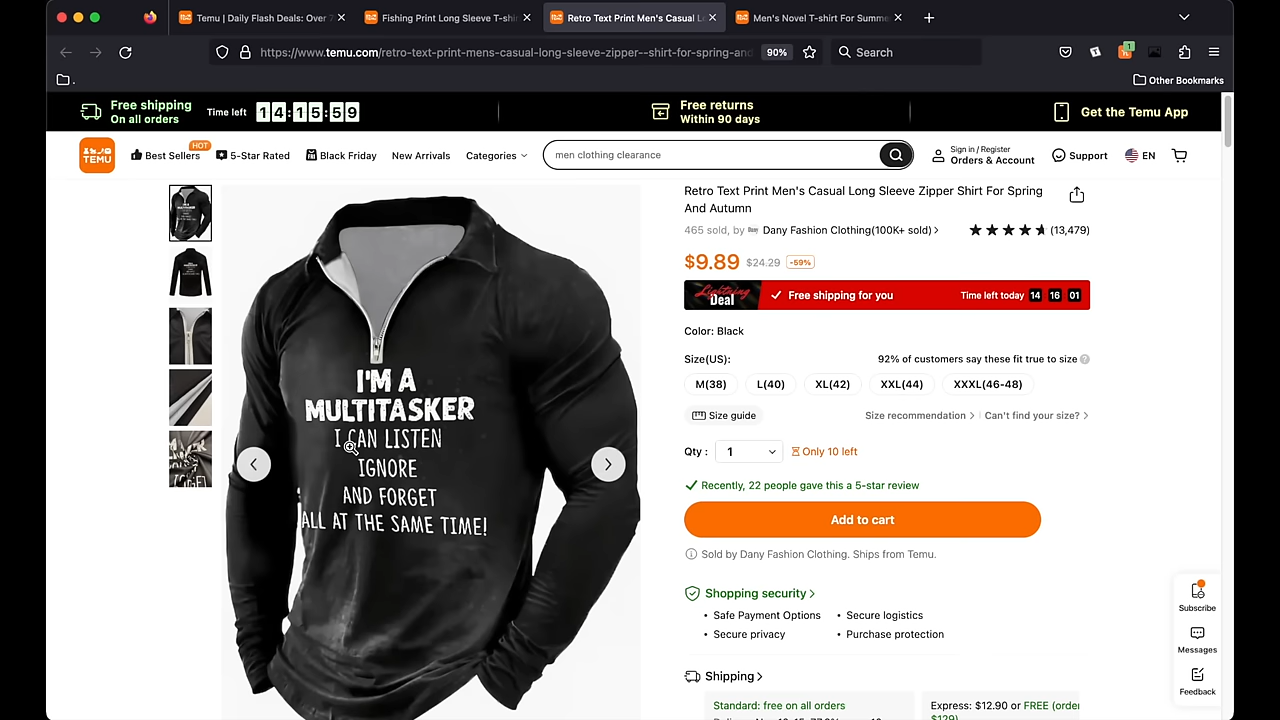 Temu | Daily Flash Deals: Over 7
Fishing Print Long Sleeve T-shi
Retro Text Print Men's Casual L
Men's Novel T-shirt For Summe
https://www.temu.com/retro-text-print-mens-casual-long-sleeve-zipper--shirt-for-spring-and
90%
Search
1
.
Other Bookmarks
Free shipping
On all orders
Time left 14:15:59
Free returns
Within 90 days
Get the Temu App
TEMU
Best Sellers
HOT
5-Star Rated
Black Friday
New Arrivals
Categories
men clothing clearance
Sign in / Register
Orders & Account
Support
EN
Retro Text Print Men's Casual Long Sleeve Zipper Shirt For Spring
And Autumn
465 sold, by Dany Fashion Clothing(100K+ sold) >
(13,479)
$9.89 $24.29 -59%
Lightning
Deal
Free shipping for you
Time left today 14 16 01
Color: Black
Size(US):
92% of customers say these fit true to size ?
M(38) L(40) XL(42) XXL(44) XXXL(46-48)
Size guide
Size recommendation > | Can't find your size? >
Qty : 1
Only 10 left
Recently, 22 people gave this a 5-star review
Add to cart
Sold by Dany Fashion Clothing. Ships from Temu.
Shopping security >
• Safe Payment Options • Secure logistics
• Secure privacy • Purchase protection
Shipping >
Standard: free on all orders
Express: $12.90 or FREE (order
$129)
I'M A
MULTITASKER
I CAN LISTEN
IGNORE
AND FORGET
ALL AT THE SAME TIME!
Subscribe
Messages
Feedback